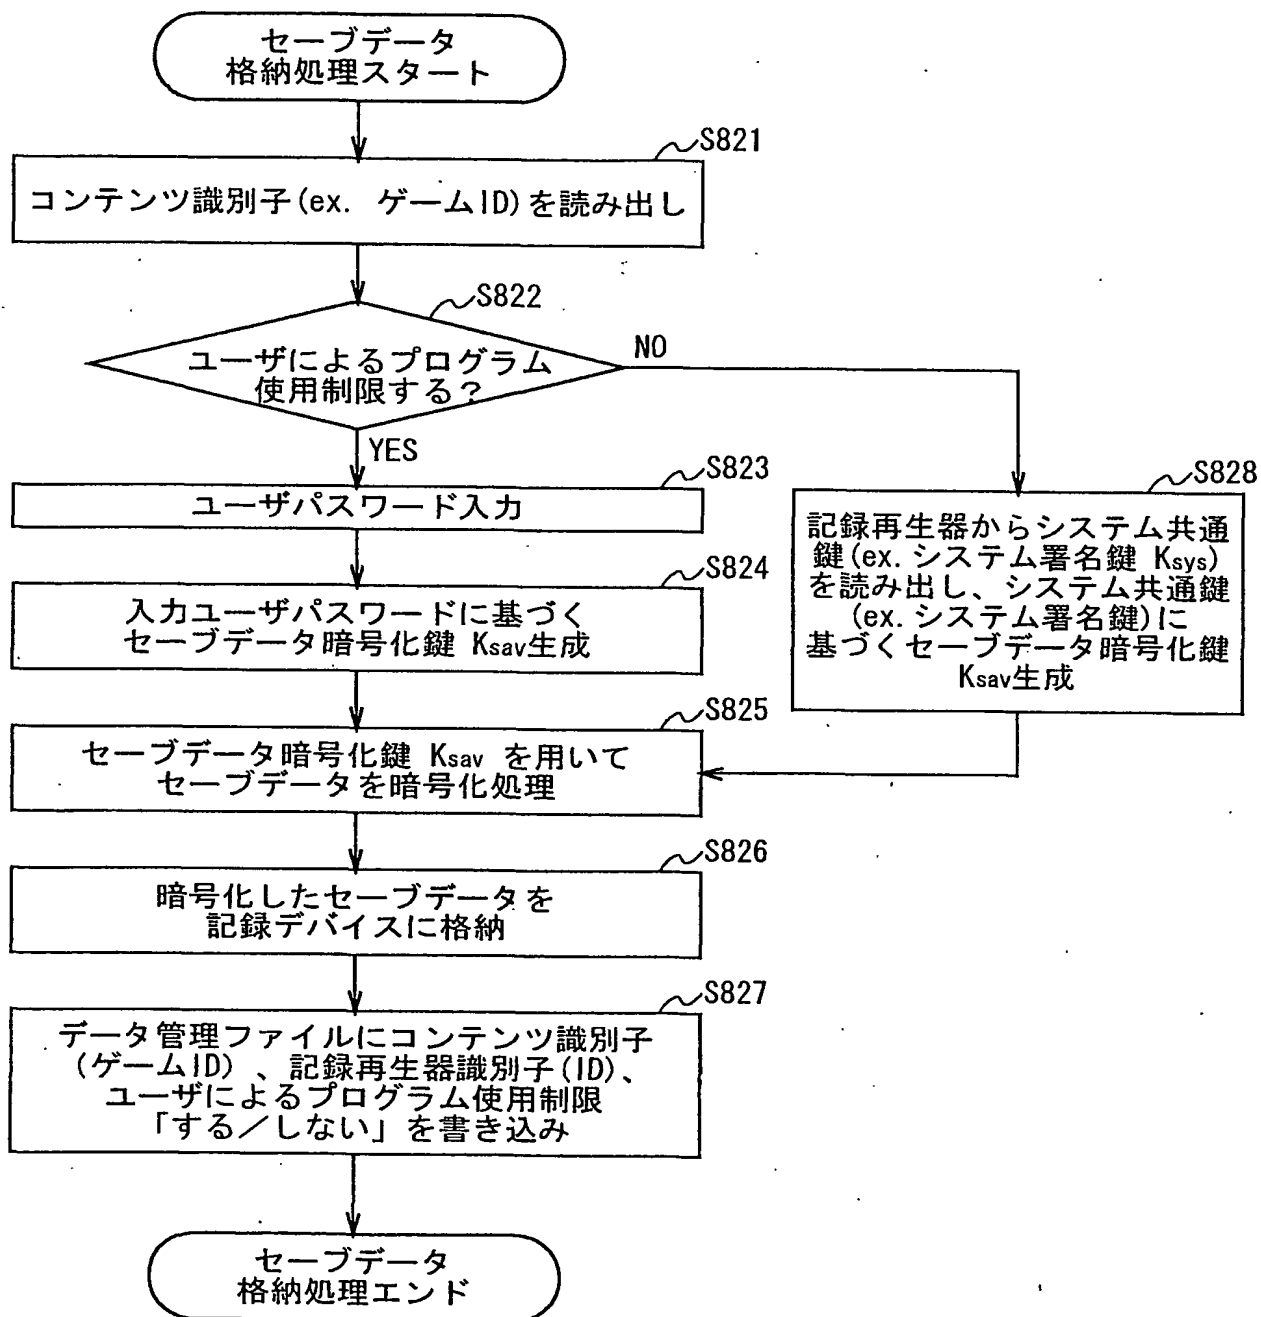 セーブデータ
格納処理スタート
S821
コンテンツ識別子(ex. ゲームID)を読み出し
S822
ユーザによるプログラム
使用制限する?
NO
YES
S823
ユーザパスワード入力
S828
記録再生器からシステム共通
鍵(ex.システム署名鍵 Ksys)
を読み出し、システム共通鍵
(ex.システム署名鍵)に
基づくセーブデータ暗号化鍵
Ksav生成
S824
入力ユーザパスワードに基づく
セーブデータ暗号化鍵 Ksav生成
S825
セーブデータ暗号化鍵 Ksav を用いて
セーブデータを暗号化処理
S826
暗号化したセーブデータを
記録デバイスに格納
S827
データ管理ファイルにコンテンツ識別子
(ゲームID)、記録再生器識別子(ID)、
ユーザによるプログラム使用制限
「する/しない」を書き込み
セーブデータ
格納処理エンド